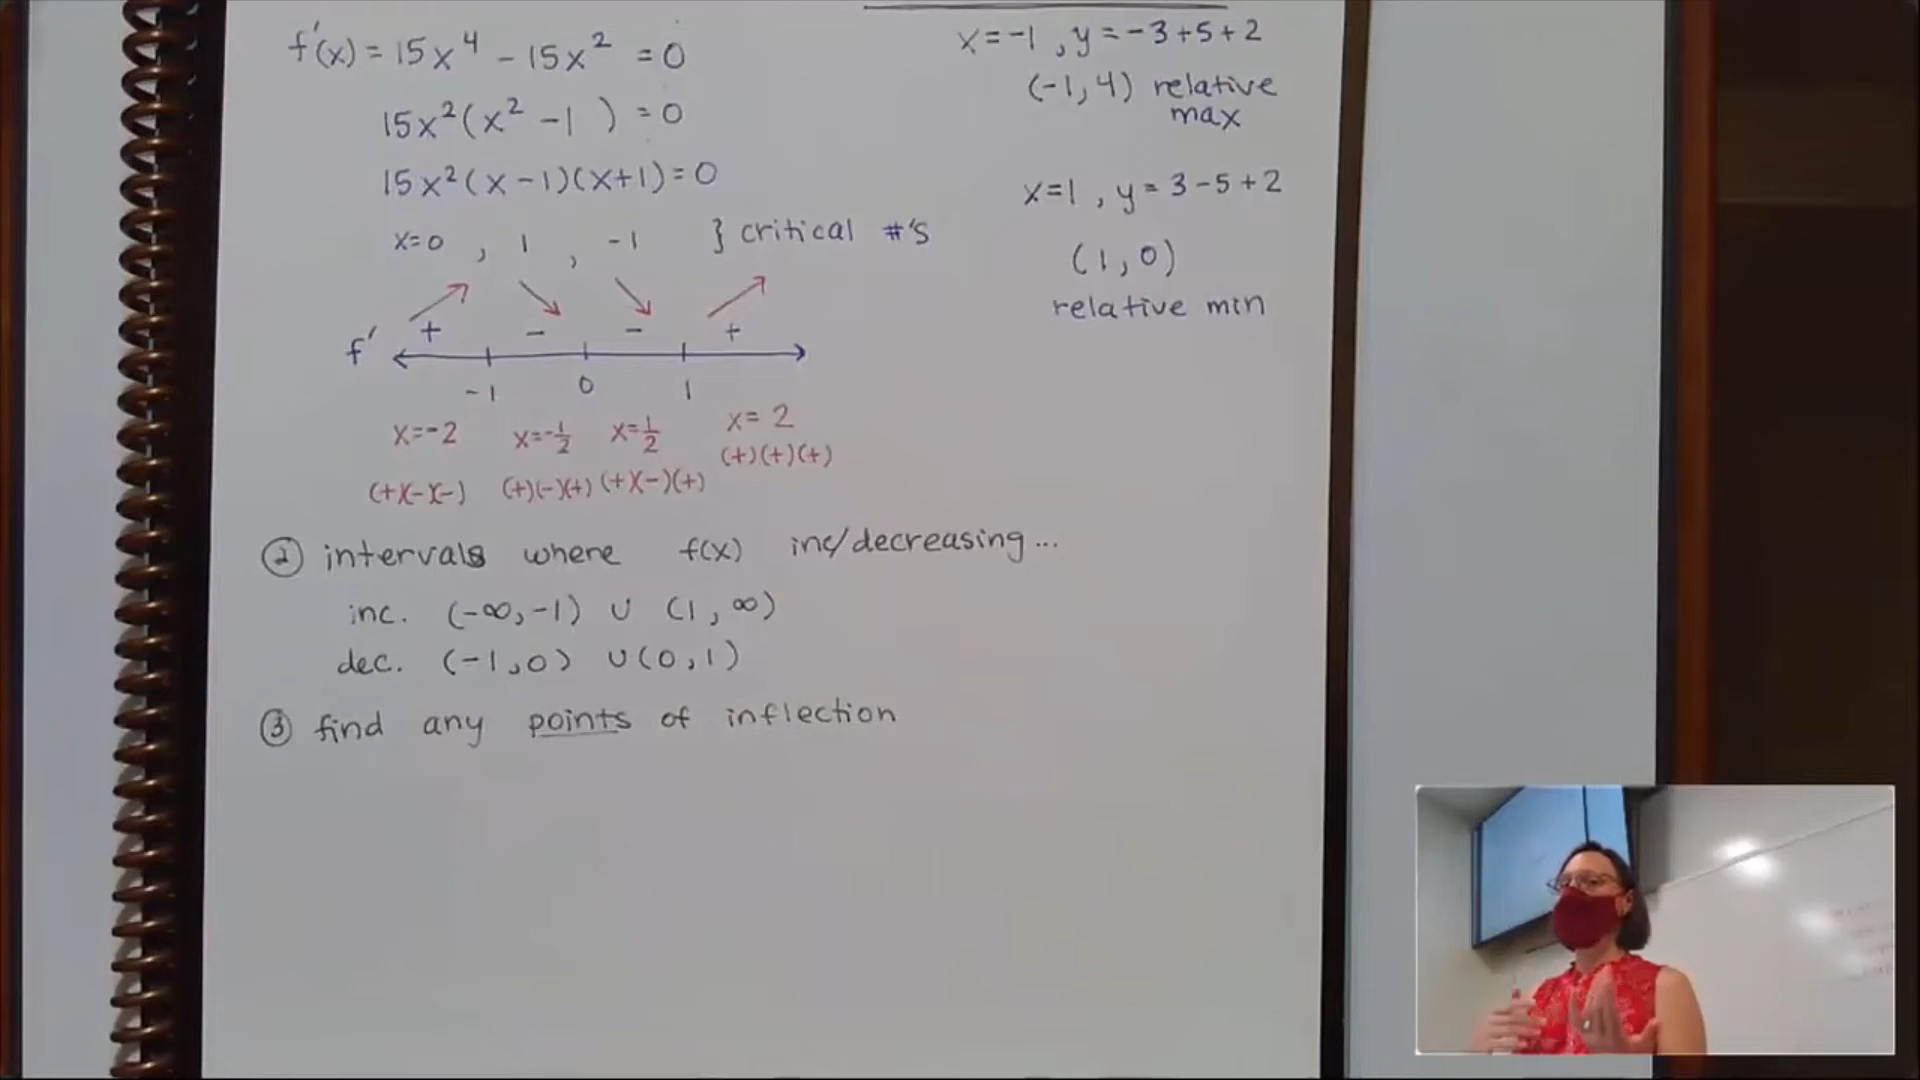 f'(x) = 15x⁴ - 15x² = 0
15x²(x² - 1) = 0
15x²(x-1)(x+1) = 0
x=0, 1, -1 } critical #'s
+ - - +
f'
-1 0 1
x=-2 x=-1/2 x=1/2 x=2
(+)(-)(-) (+)(-)(+) (+)(-)(+) (+)(+)(+)
② intervals where f(x) inc/decreasing...
inc. (-∞,-1) ∪ (1,∞)
dec. (-1,0) ∪ (0,1)
③ find any points of inflection
x=-1, y=-3+5+2
(-1,4) relative
max
x=1, y=3-5+2
(1,0)
relative min